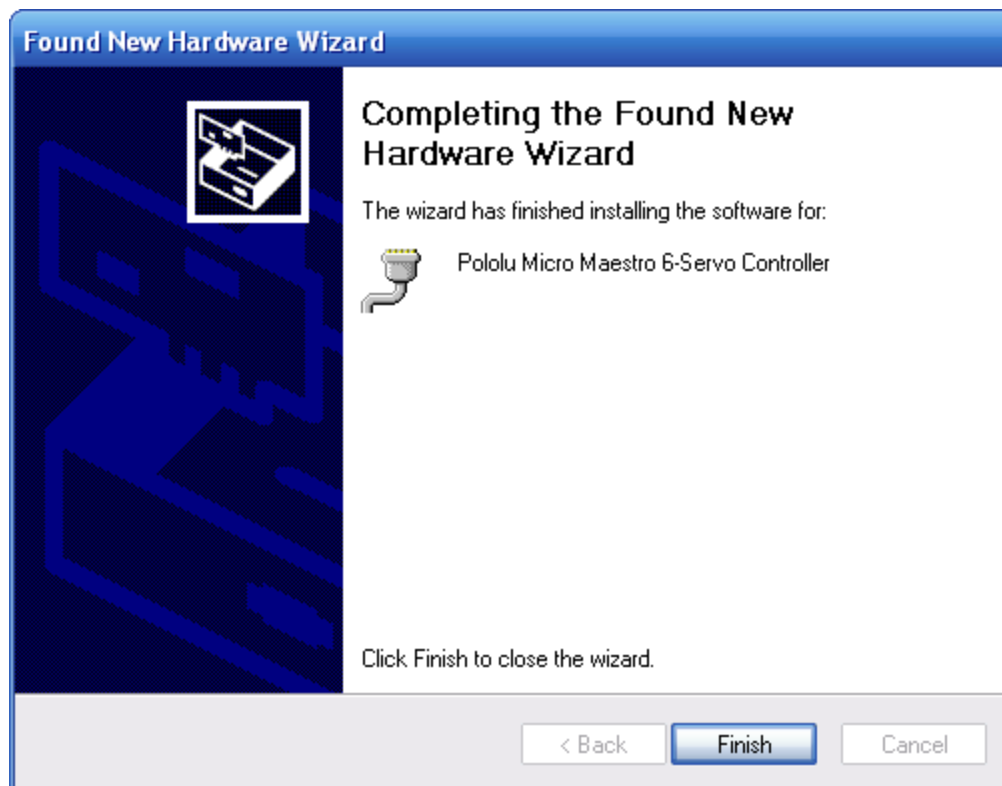 Found New Hardware Wizard
Completing the Found New
Hardware Wizard
The wizard has finished installing the software for:
Pololu Micro Maestro 6-Servo Controller
Click Finish to close the wizard.
< Back Finish Cancel